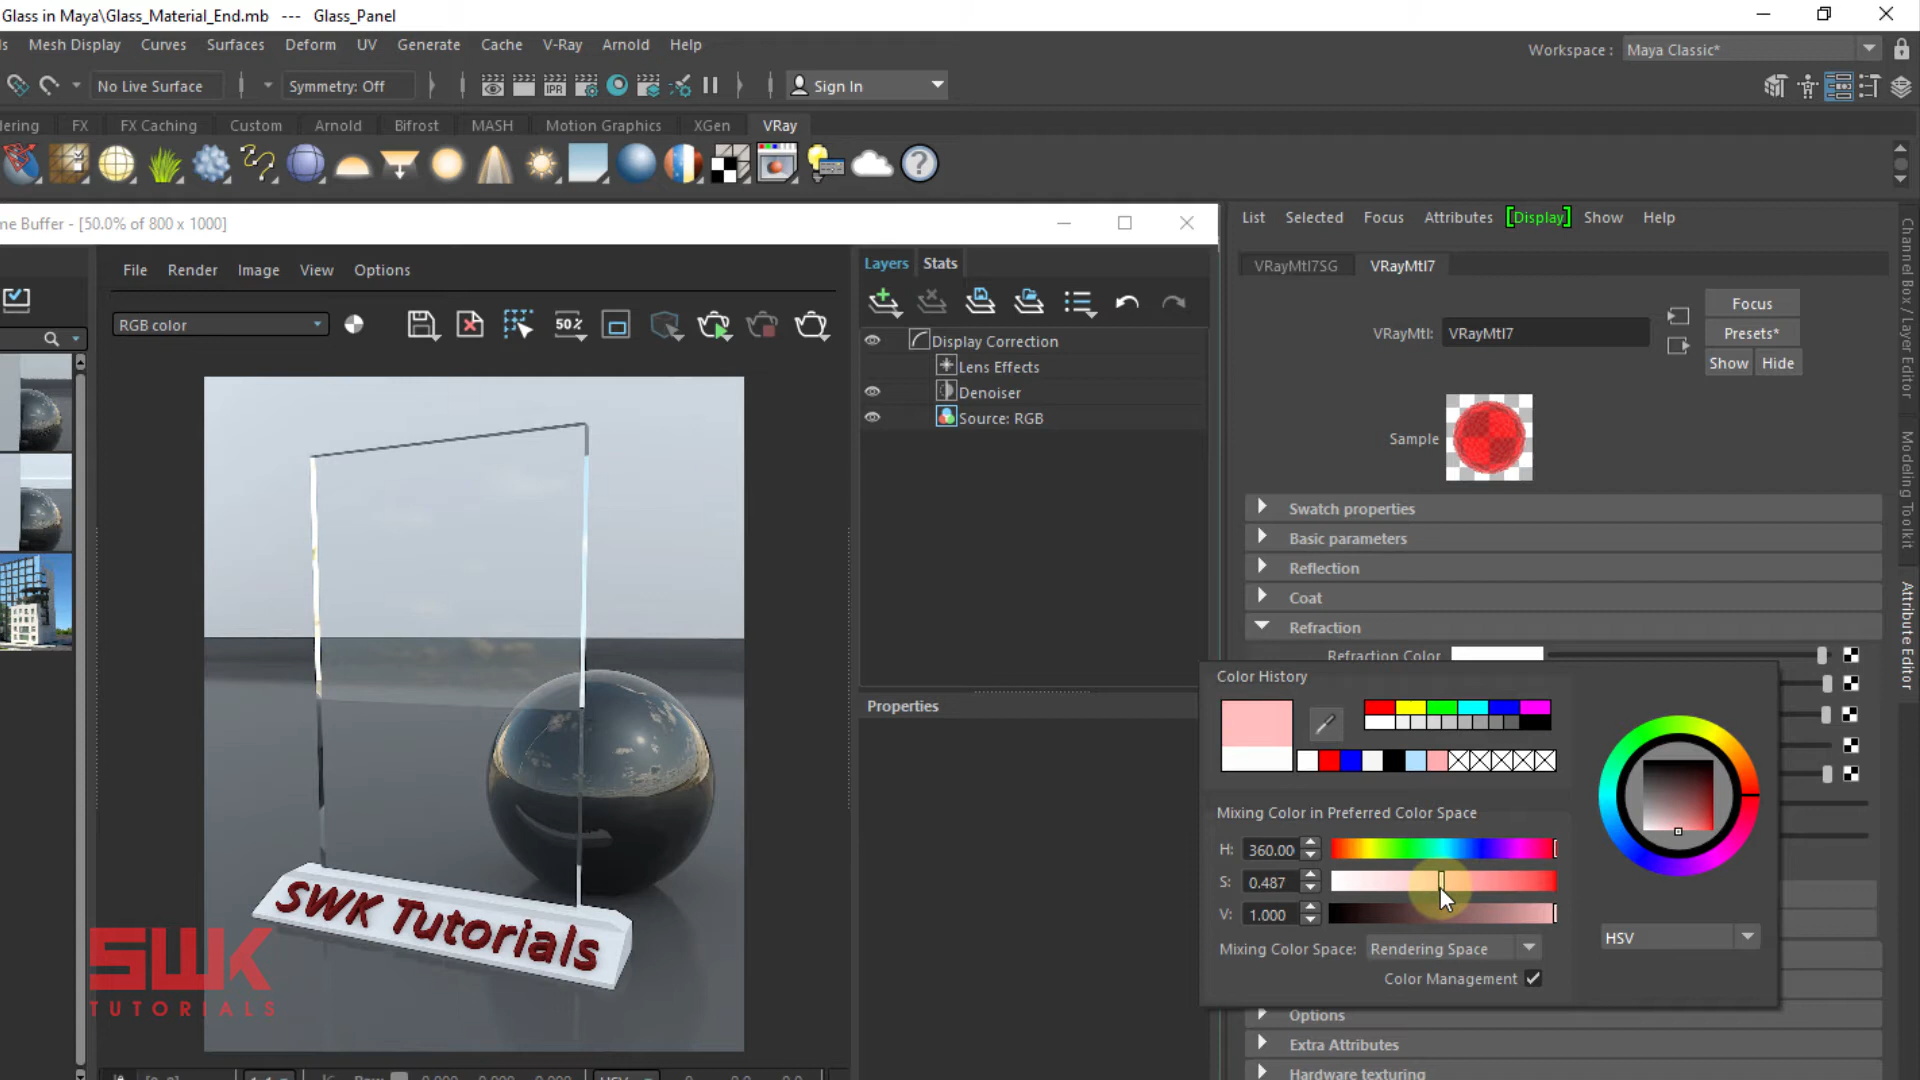 Glass in Maya\Glass_Material_End.mb --- Glass_Panel
Mesh Display Curves Surfaces Deform UV Generate Cache V-Ray Arnold Help
Workspace : Maya Classic*
No Live Surface Symmetry: Off IPR Sign In
FX FX Caching Custom Arnold Bifrost MASH Motion Graphics XGen VRay
me Buffer - [50.0% of 800 x 1000]
List Selected Focus Attributes [Display] Show Help
File Render Image View Options
Layers Stats
VRayMtl7SG VRayMtl7
RGB color
50%
Focus
VRayMtl: VRayMtl7
Presets*
Show Hide
Display Correction
Lens Effects
Denoiser
Source: RGB
Sample
Swatch properties
Basic parameters
Reflection
Coat
Refraction
Refraction Color
Color History
Properties
Mixing Color in Preferred Color Space
H: 360.00
S: 0.487
V: 1.000
HSV
Mixing Color Space: Rendering Space
Color Management
Options
Extra Attributes
Hardware texturing
SWK Tutorials
SWK
TUTORIALS
Channel Box / Layer Editor
Modeling Toolkit
Attribute Editor